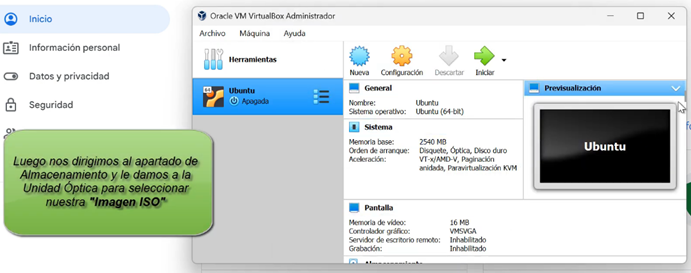 Inicio
Información personal
Datos y privacidad
Seguridad
Luego nos dirigimos al apartado de
Almacenamiento y le damos a la
Unidad Óptica para seleccionar
nuestra "Imagen ISO"
Oracle VM VirtualBox Administrador
Archivo Máquina Ayuda
Herramientas
Nueva Configuración Descartar Iniciar
Ubuntu
Apagada
General
Nombre: Ubuntu
Sistema operativo: Ubuntu (64-bit)
Sistema
Memoria base: 2540 MB
Orden de arranque: Disquete, Óptica, Disco duro
Aceleración: VT-x/AMD-V, Paginación
anidada, Paravirtualización KVM
Pantalla
Memoria de vídeo: 16 MB
Controlador gráfico: VMSVGA
Servidor de escritorio remoto: Inhabilitado
Grabación: Inhabilitado
Previsualización
Ubuntu